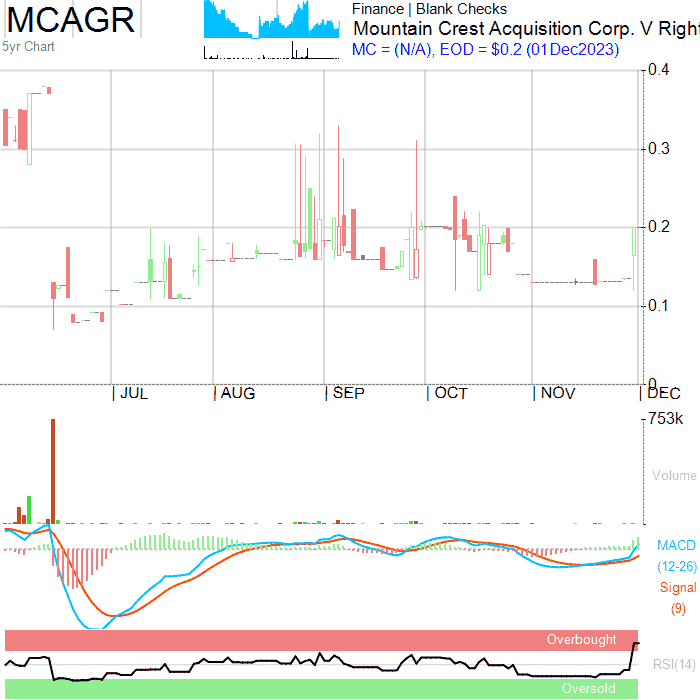 MCAGR
5yr Chart
Finance | Blank Checks
Mountain Crest Acquisition Corp. V Right
MC = (N/A), EOD = $0.2 (01Dec2023)
0.4
0.3
0.2
0.1
0
JUL AUG SEP OCT NOV DEC
753k
Volume
MACD
(12-26)
Signal
(9)
Overbought
RSI(14)
Oversold